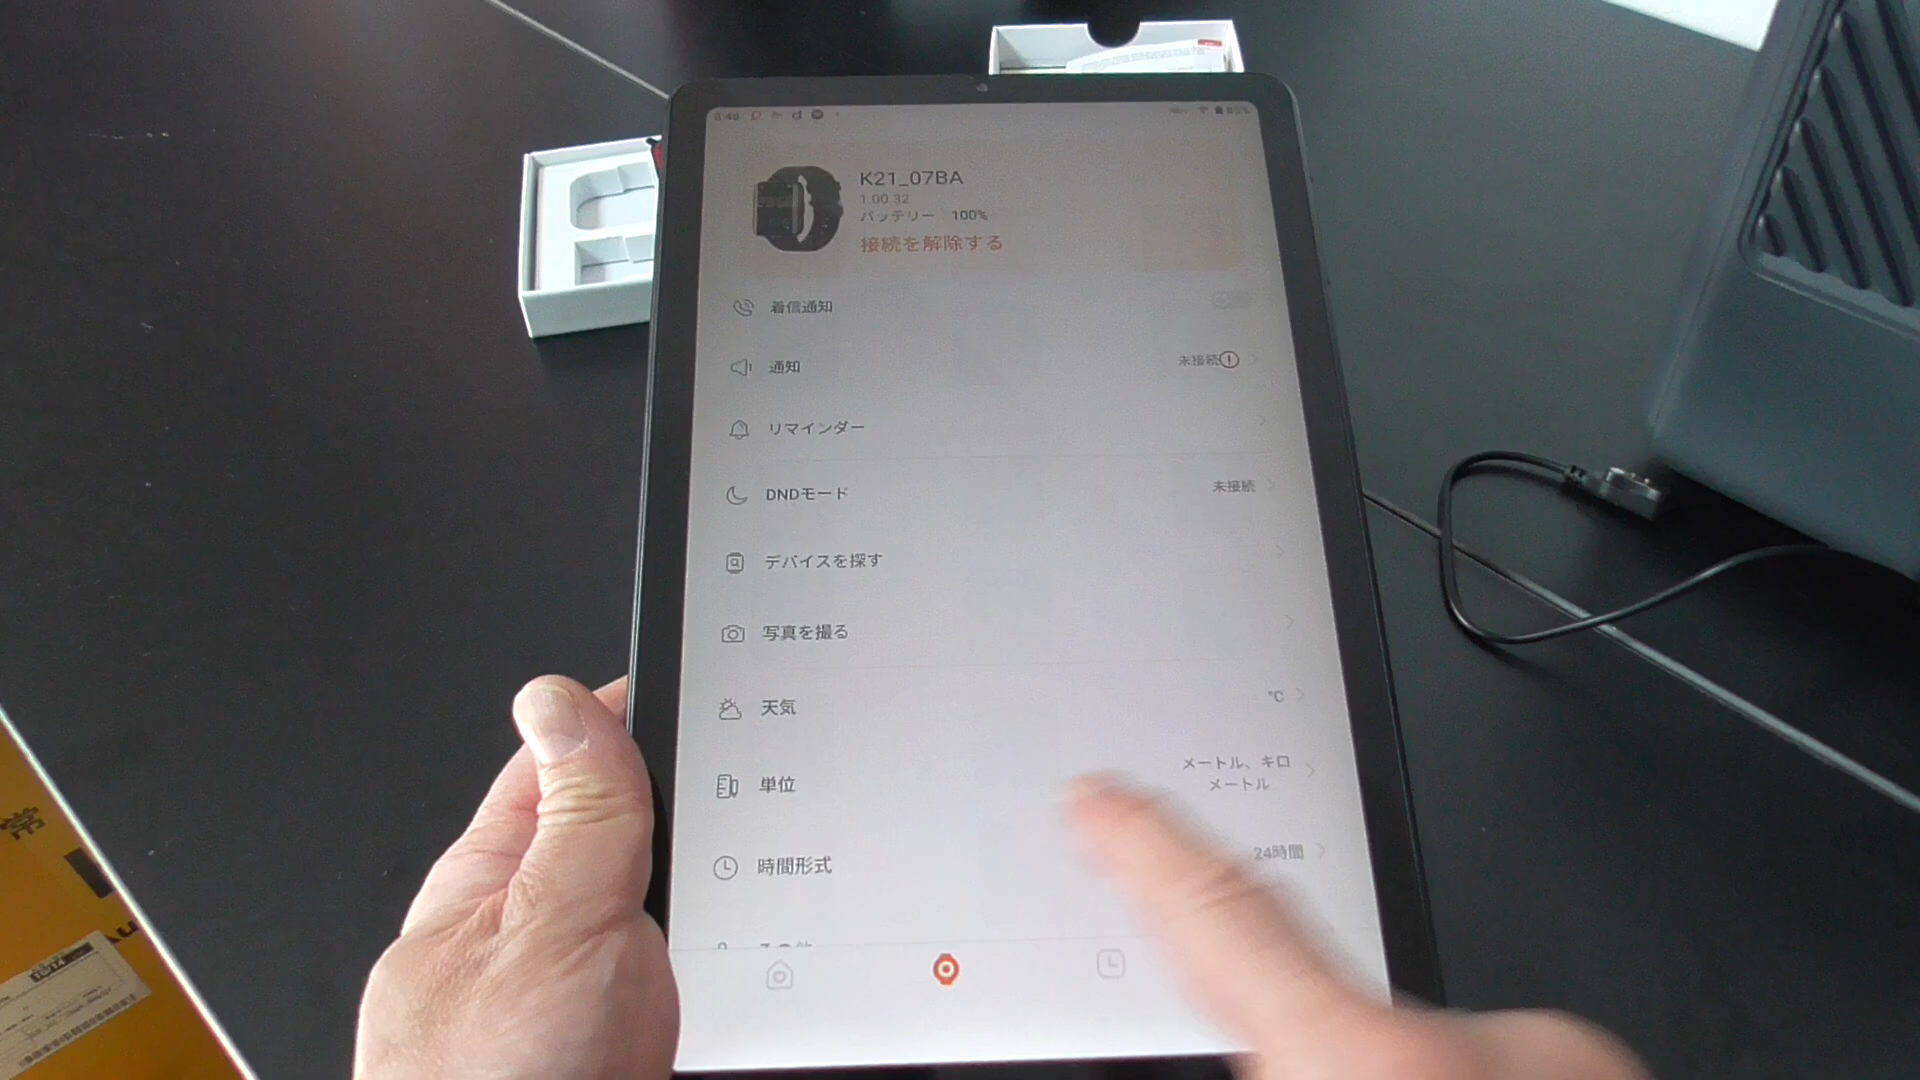 K21_07BA
1.00.32
バッテリー 100%
接続を解除する
着信通知
通知 未接続
リマインダー
DNDモード 未接続
デバイスを探す
写真を撮る
天気 °C
単位 メートル、キロ
メートル
時間形式 24時間
常
10/14